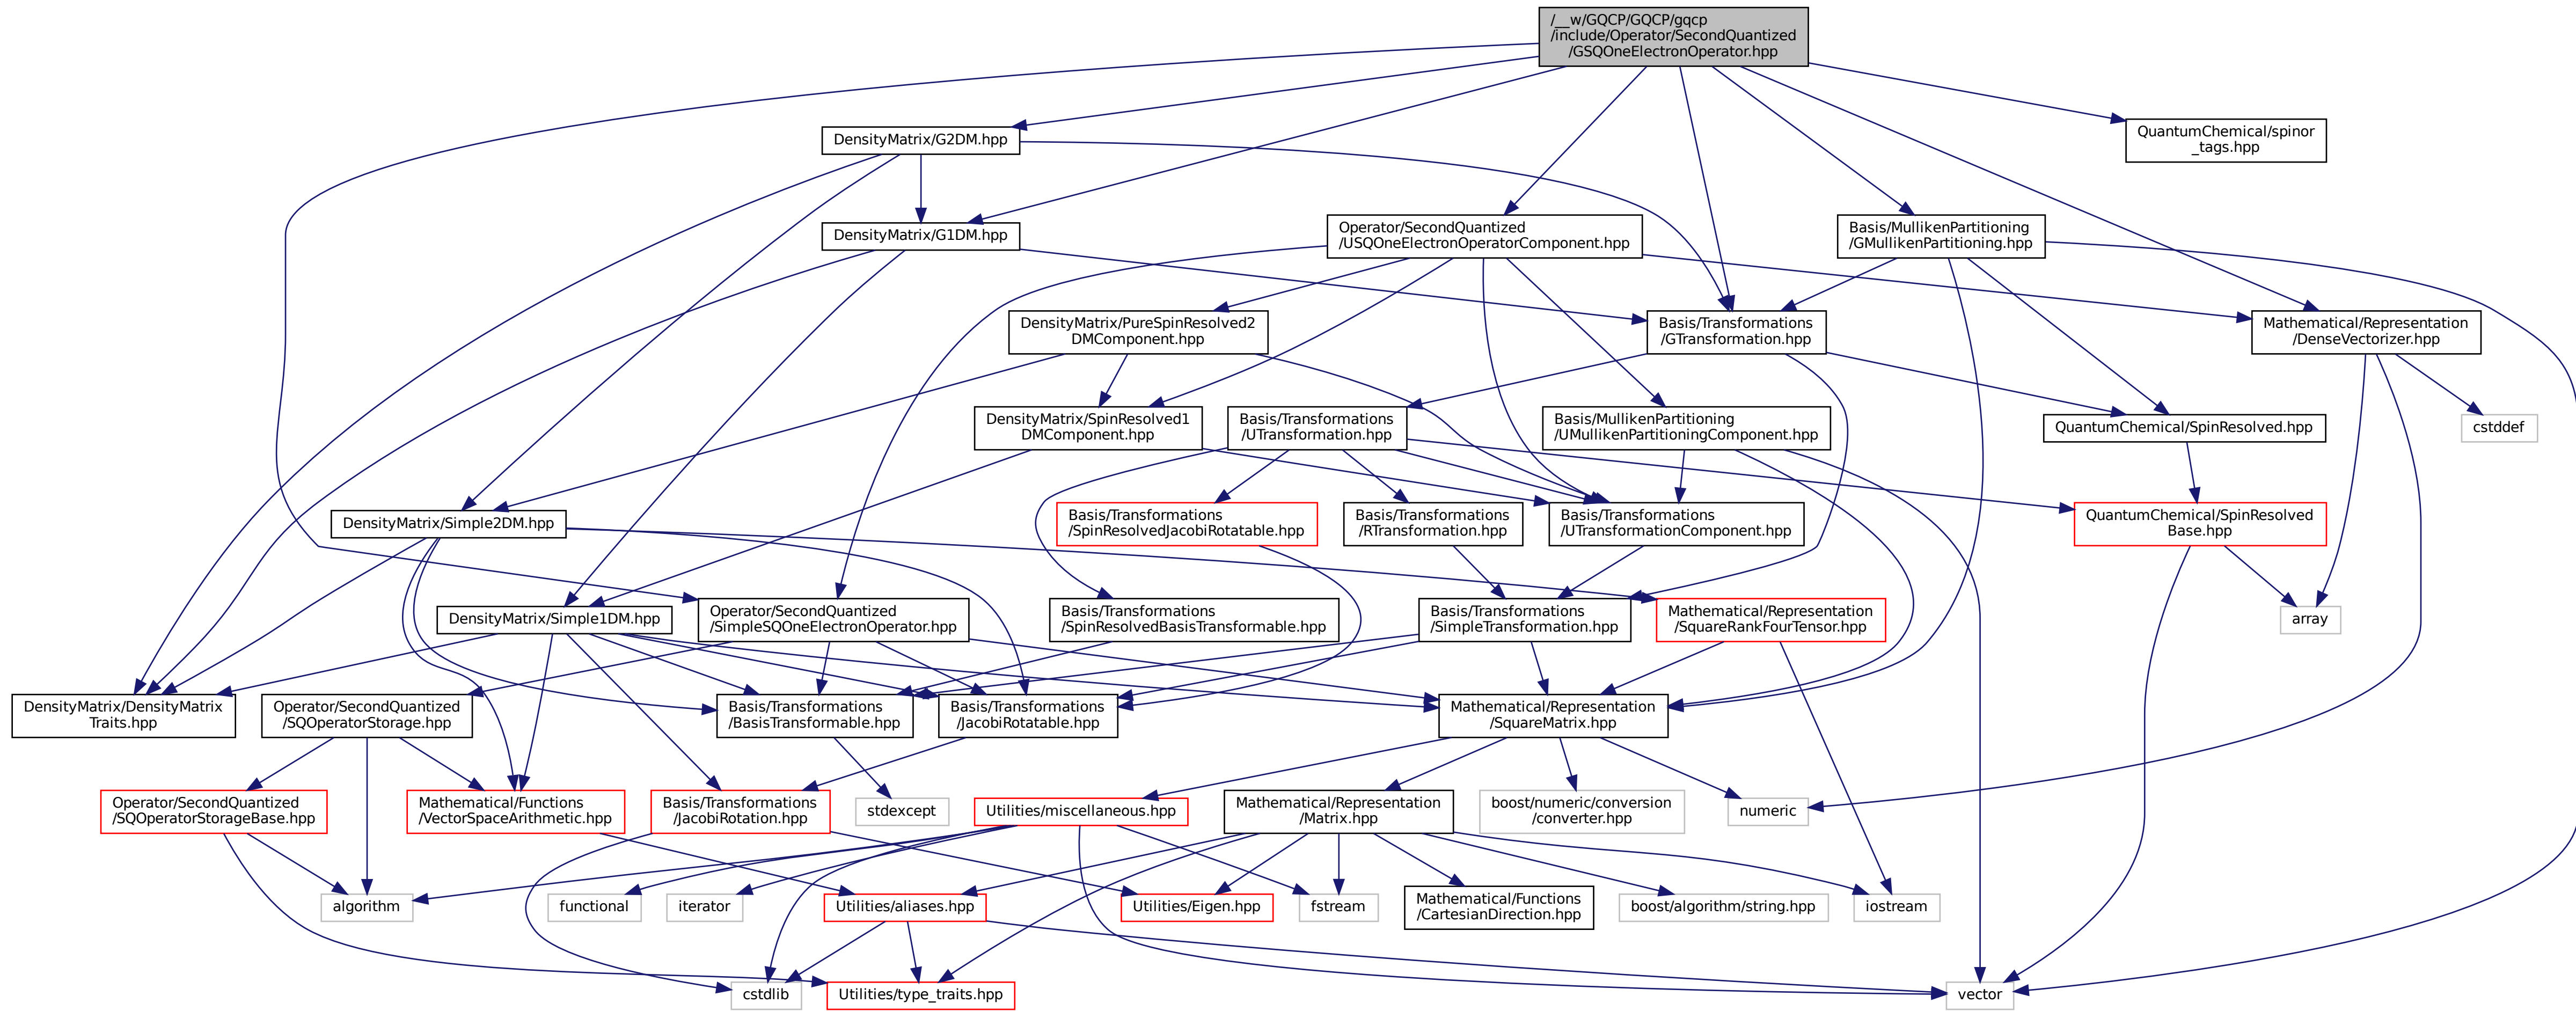 /__w/GQCP/GQCP/gqcp
/include/Operator/SecondQuantized
/GSQOneElectronOperator.hpp
DensityMatrix/G2DM.hpp
QuantumChemical/spinor
_tags.hpp
DensityMatrix/G1DM.hpp
Operator/SecondQuantized
/USQOneElectronOperatorComponent.hpp
Basis/MullikenPartitioning
/GMullikenPartitioning.hpp
DensityMatrix/PureSpinResolved2
DMComponent.hpp
Basis/Transformations
/GTransformation.hpp
Mathematical/Representation
/DenseVectorizer.hpp
DensityMatrix/SpinResolved1
DMComponent.hpp
Basis/Transformations
/UTransformation.hpp
Basis/MullikenPartitioning
/UMullikenPartitioningComponent.hpp
QuantumChemical/SpinResolved.hpp
cstddef
DensityMatrix/Simple2DM.hpp
Basis/Transformations
/SpinResolvedJacobiRotatable.hpp
Basis/Transformations
/RTransformation.hpp
Basis/Transformations
/UTransformationComponent.hpp
QuantumChemical/SpinResolved
Base.hpp
DensityMatrix/Simple1DM.hpp
Operator/SecondQuantized
/SimpleSQOneElectronOperator.hpp
Basis/Transformations
/SpinResolvedBasisTransformable.hpp
Basis/Transformations
/SimpleTransformation.hpp
Mathematical/Representation
/SquareRankFourTensor.hpp
array
DensityMatrix/DensityMatrix
Traits.hpp
Operator/SecondQuantized
/SQOperatorStorage.hpp
Basis/Transformations
/BasisTransformable.hpp
Basis/Transformations
/JacobiRotatable.hpp
Mathematical/Representation
/SquareMatrix.hpp
Operator/SecondQuantized
/SQOperatorStorageBase.hpp
Mathematical/Functions
/VectorSpaceArithmetic.hpp
Basis/Transformations
/JacobiRotation.hpp
stdexcept
Utilities/miscellaneous.hpp
Mathematical/Representation
/Matrix.hpp
boost/numeric/conversion
/converter.hpp
numeric
algorithm
functional
iterator
Utilities/aliases.hpp
Utilities/Eigen.hpp
fstream
Mathematical/Functions
/CartesianDirection.hpp
boost/algorithm/string.hpp
iostream
cstdlib
Utilities/type_traits.hpp
vector